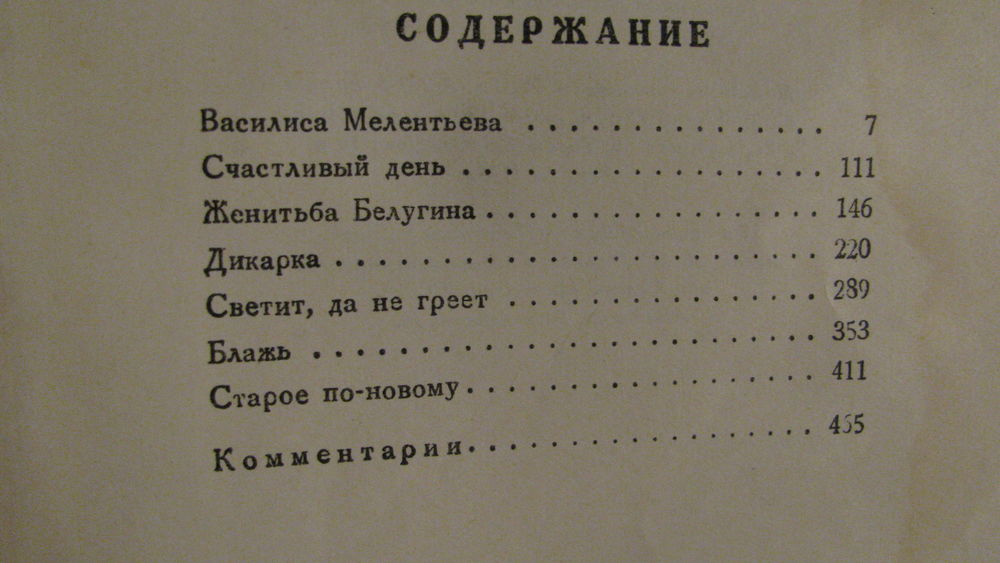 СОДЕРЖАНИЕ
Василиса Мелентьева . . . . . . . . . . . . . . 7
Счастливый день . . . . . . . . . . . . . . . . . 111
Женитьба Белугина . . . . . . . . . . . . . . . . 146
Дикарка . . . . . . . . . . . . . . . . . . . . . . . 220
Светит, да не греет . . . . . . . . . . . . . . . 289
Блажь . . . . . . . . . . . . . . . . . . . . . . . . 353
Старое по-новому . . . . . . . . . . . . . . . . . 411
Комментарии . . . . . . . . . . . . . . . . . 465